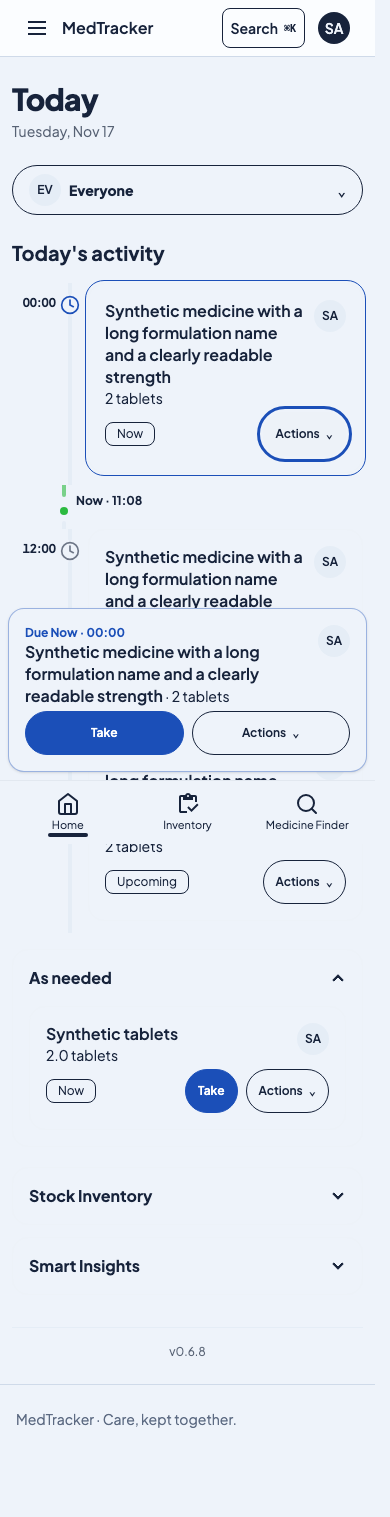 MedTracker
Search ⌘K
SA
Today
Tuesday, Nov 17
EV Everyone
Today's activity
00:00
Synthetic medicine with a
long formulation name
and a clearly readable
strength
SA
2 tablets
Now
Actions
Now · 11:08
12:00
Synthetic medicine with a
long formulation name
and a clearly readable
SA
Due Now · 00:00
SA
Synthetic medicine with a long
formulation name and a clearly
readable strength · 2 tablets
Take
Actions
long formulation name
Home
Inventory
Medicine Finder
2 tablets
Upcoming
Actions
As needed
Synthetic tablets
SA
2.0 tablets
Now
Take
Actions
Stock Inventory
Smart Insights
v0.6.8
MedTracker · Care, kept together.